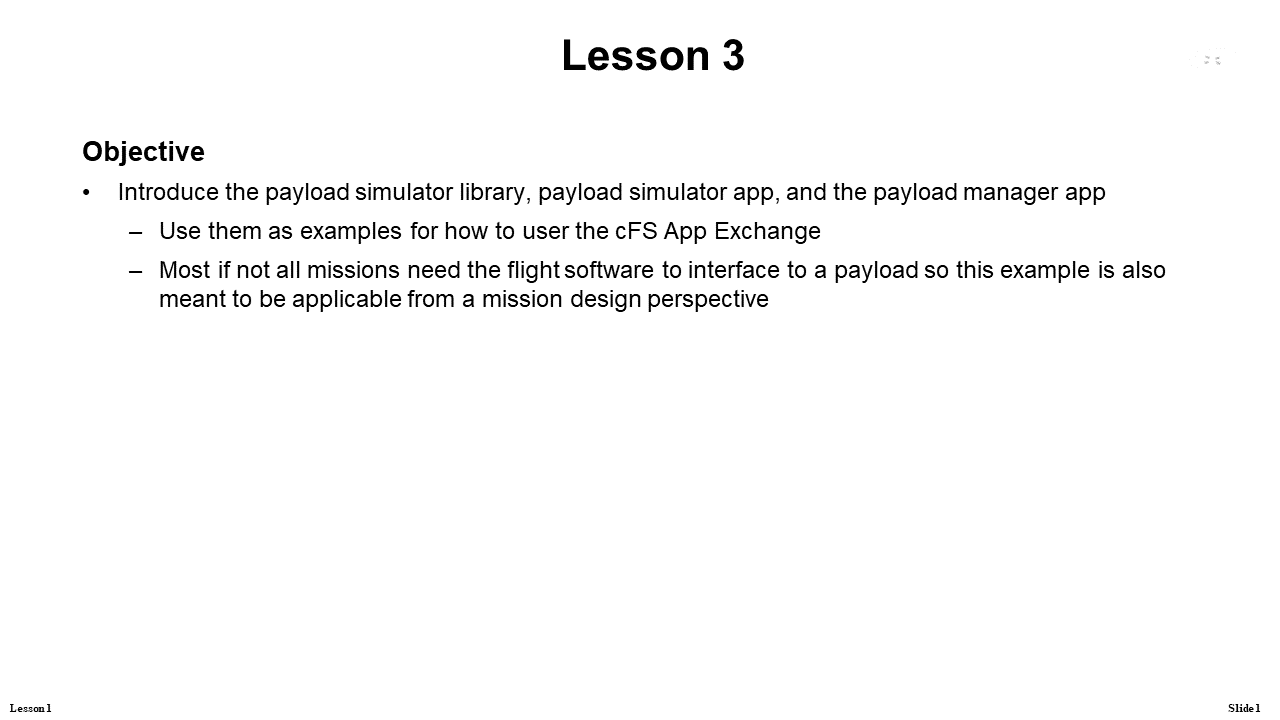 Lesson 3
Objective
• Introduce the payload simulator library, payload simulator app, and the payload manager app
– Use them as examples for how to user the cFS App Exchange
– Most if not all missions need the flight software to interface to a payload so this example is also
meant to be applicable from a mission design perspective
Lesson 1
Slide 1